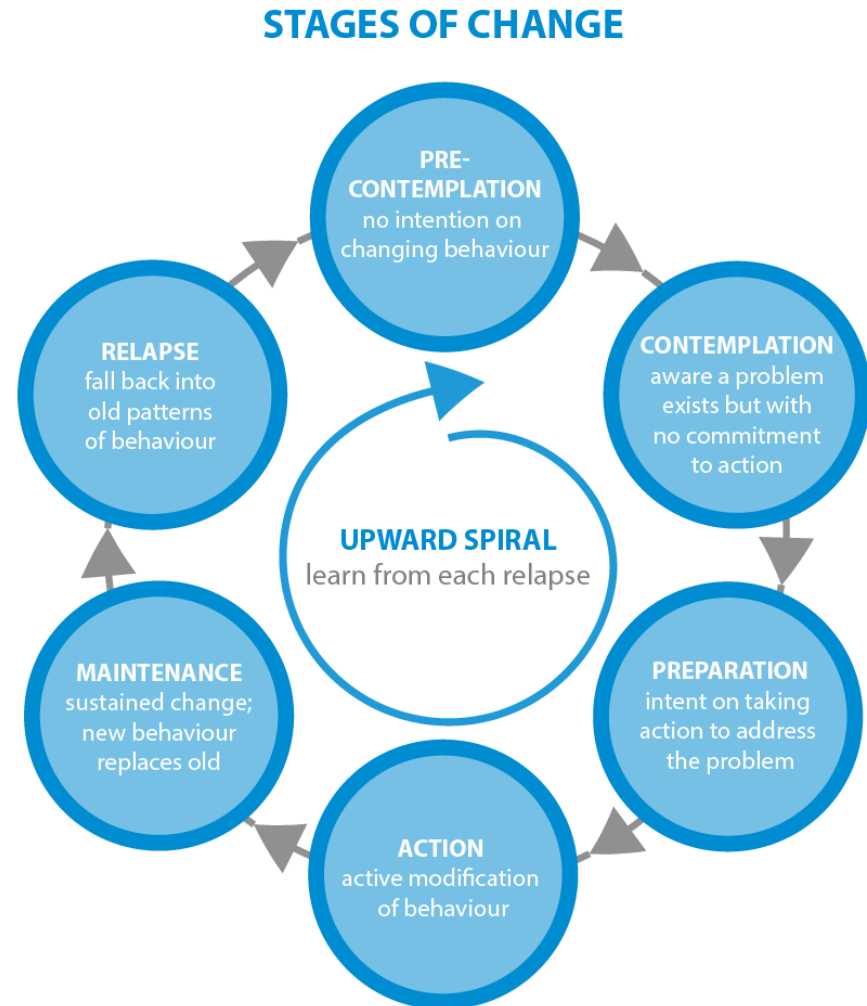 STAGES OF CHANGE
PRE-
CONTEMPLATION
no intention on
changing behaviour
CONTEMPLATION
aware a problem
exists but with
no commitment
to action
PREPARATION
intent on taking
action to address
the problem
ACTION
active modification
of behaviour
MAINTENANCE
sustained change;
new behaviour
replaces old
RELAPSE
fall back into
old patterns
of behaviour
UPWARD SPIRAL
learn from each relapse